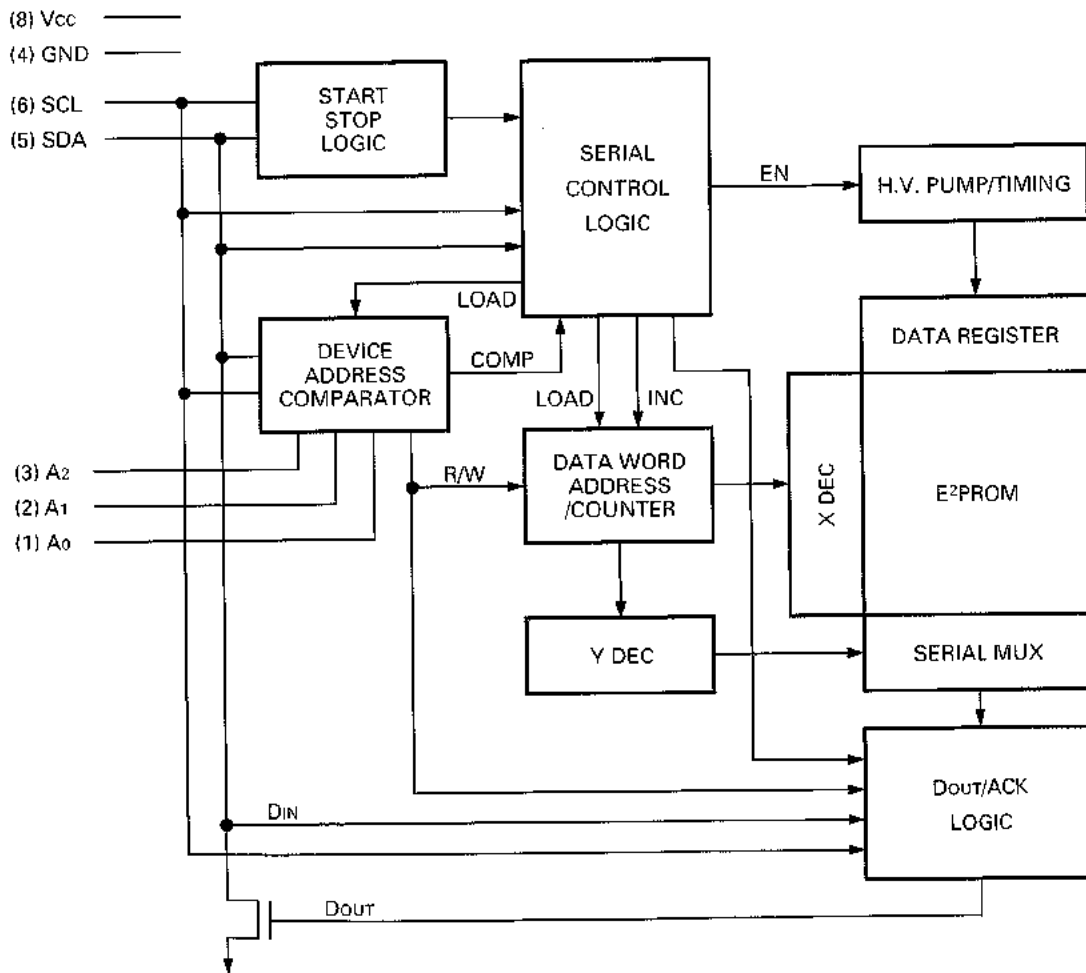 (8) Vcc
(4) GND
(6) SCL
(5) SDA
START
STOP
LOGIC
SERIAL
CONTROL
LOGIC
EN
H.V. PUMP/TIMING
LOAD
DEVICE
ADDRESS
COMPARATOR
COMP
LOAD
INC
DATA REGISTER
(3) A2
(2) A1
(1) A0
R/W
DATA WORD
ADDRESS
/COUNTER
X DEC
E²PROM
Y DEC
SERIAL MUX
DIN
DOUT/ACK
LOGIC
DOUT